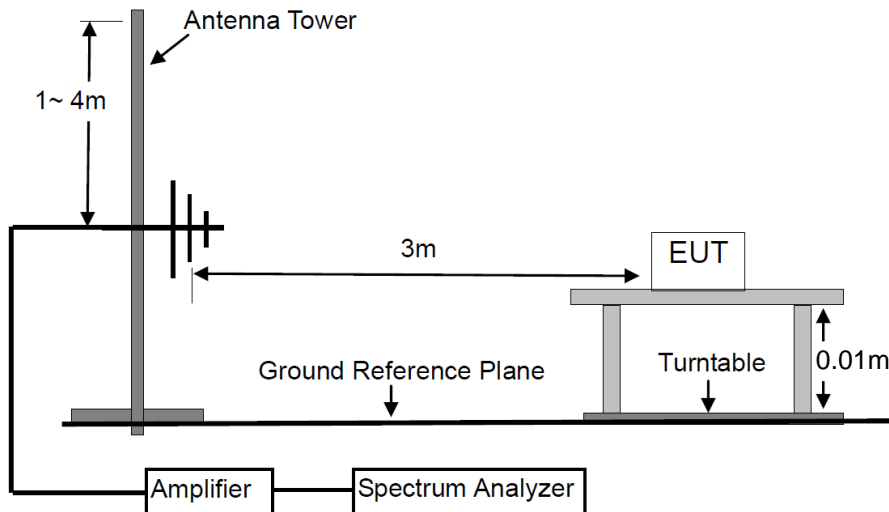 Antenna Tower
1~ 4m
3m
EUT
Ground Reference Plane
Turntable
0.01m
Amplifier
Spectrum Analyzer